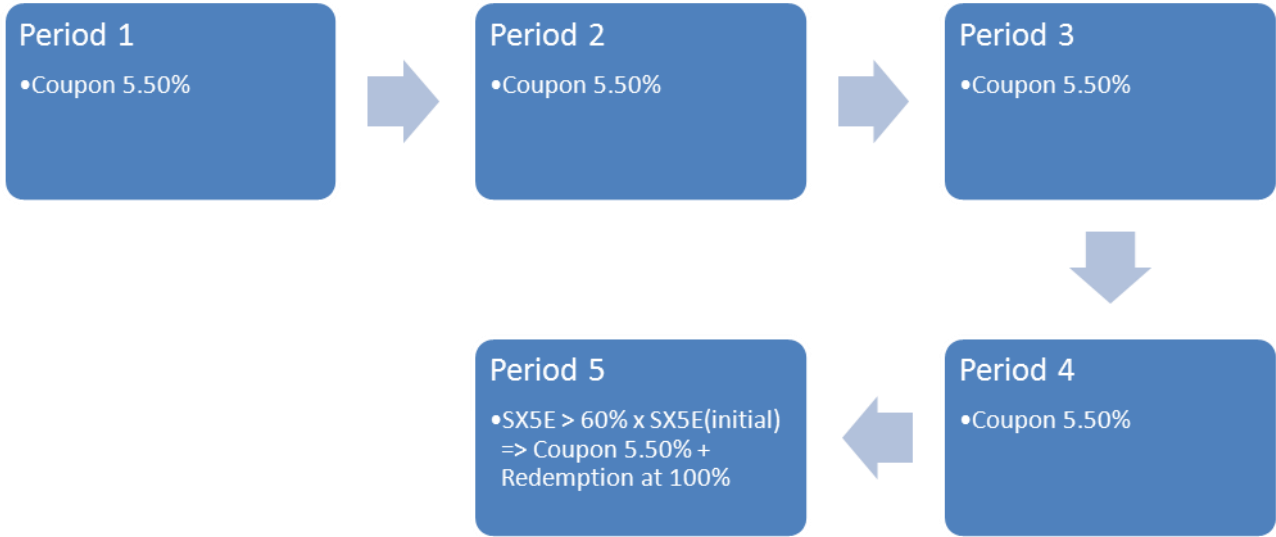 Period 1
•Coupon 5.50%
Period 2
•Coupon 5.50%
Period 3
•Coupon 5.50%
Period 4
•Coupon 5.50%
Period 5
•SX5E > 60% x SX5E(initial)
=> Coupon 5.50% +
Redemption at 100%